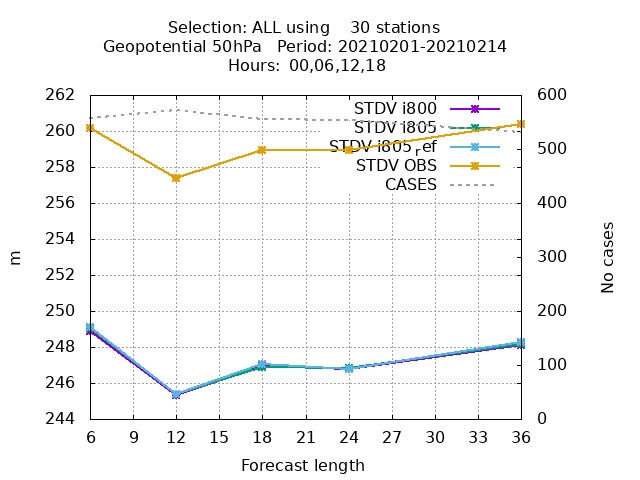 Selection: ALL using 30 stations
Geopotential 50hPa Period: 20210201-20210214
Hours: 00,06,12,18
262 600
STDV i800
260 STDV i805
STDV i805_ref 500
258 STDV OBS
CASES
256 400
254
m 252 300 No cases
250 200
248
246 100
244 0
6 9 12 15 18 21 24 27 30 33 36
Forecast length